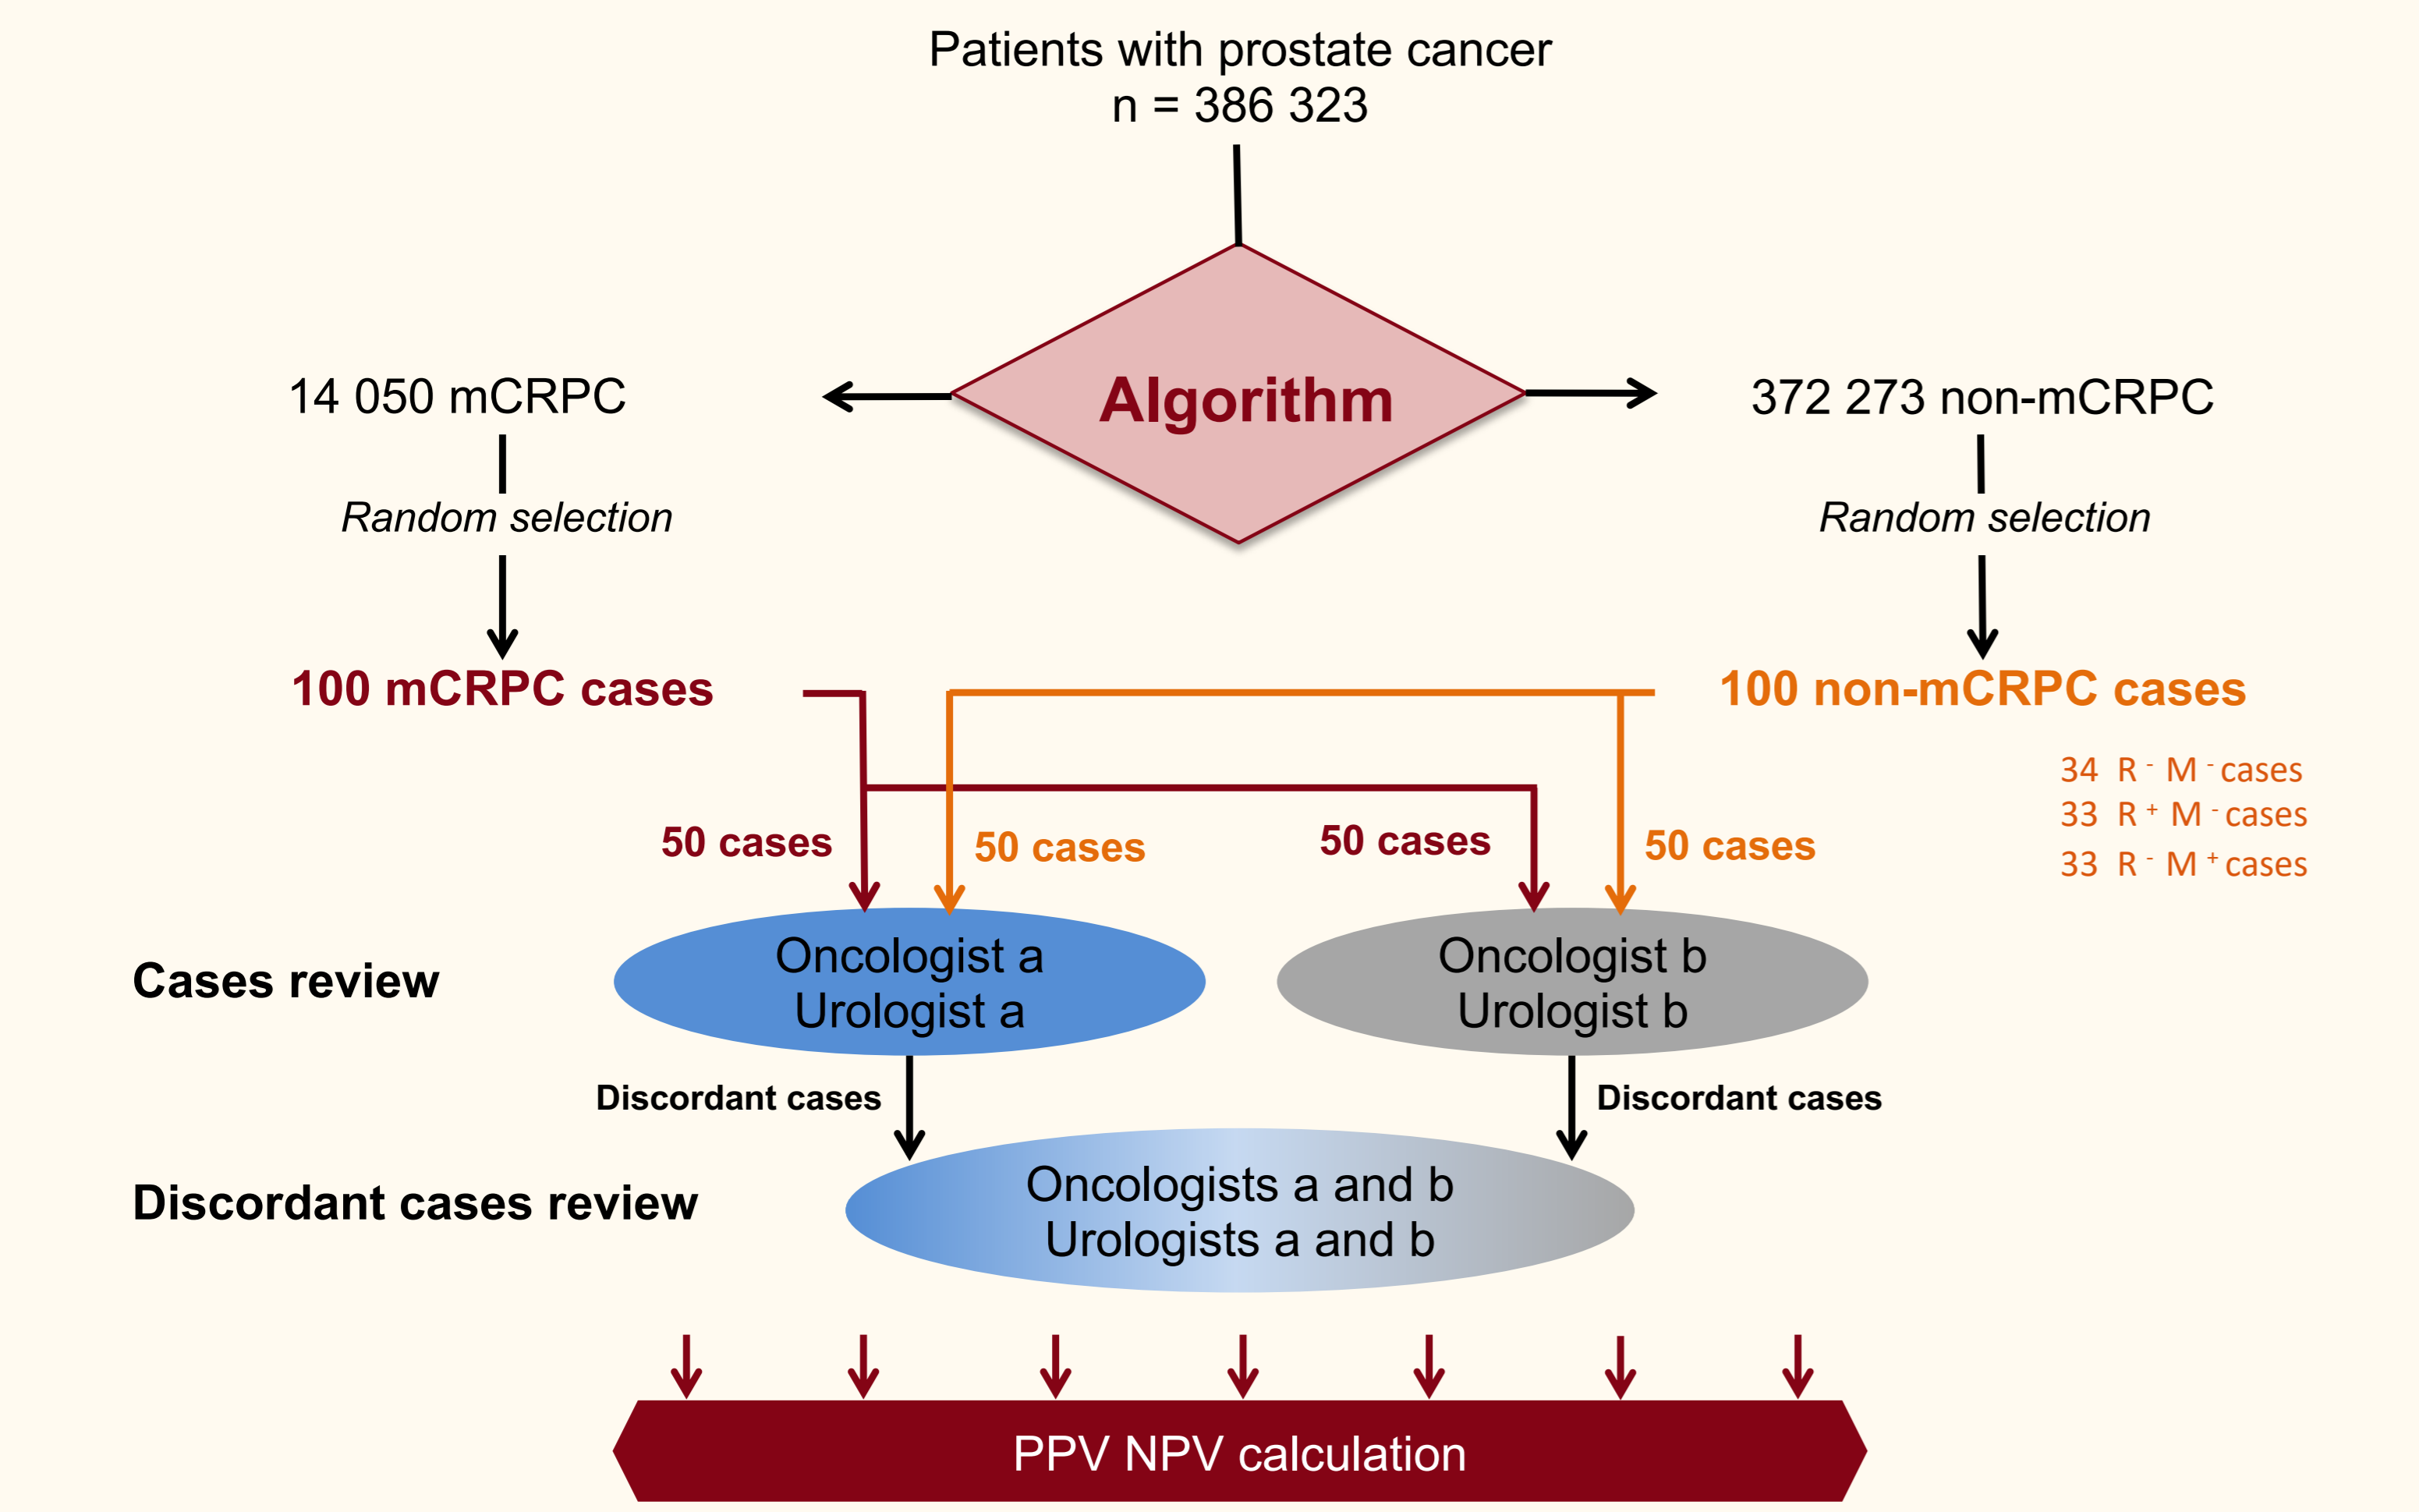 Patients with prostate cancer
n = 386 323
Algorithm
14 050 mCRPC
372 273 non-mCRPC
Random selection
Random selection
100 mCRPC cases
100 non-mCRPC cases
34 R - M - cases
33 R + M - cases
33 R - M + cases
50 cases
50 cases
50 cases
50 cases
Cases review
Oncologist a
Urologist a
Oncologist b
Urologist b
Discordant cases
Discordant cases
Discordant cases review
Oncologists a and b
Urologists a and b
PPV NPV calculation